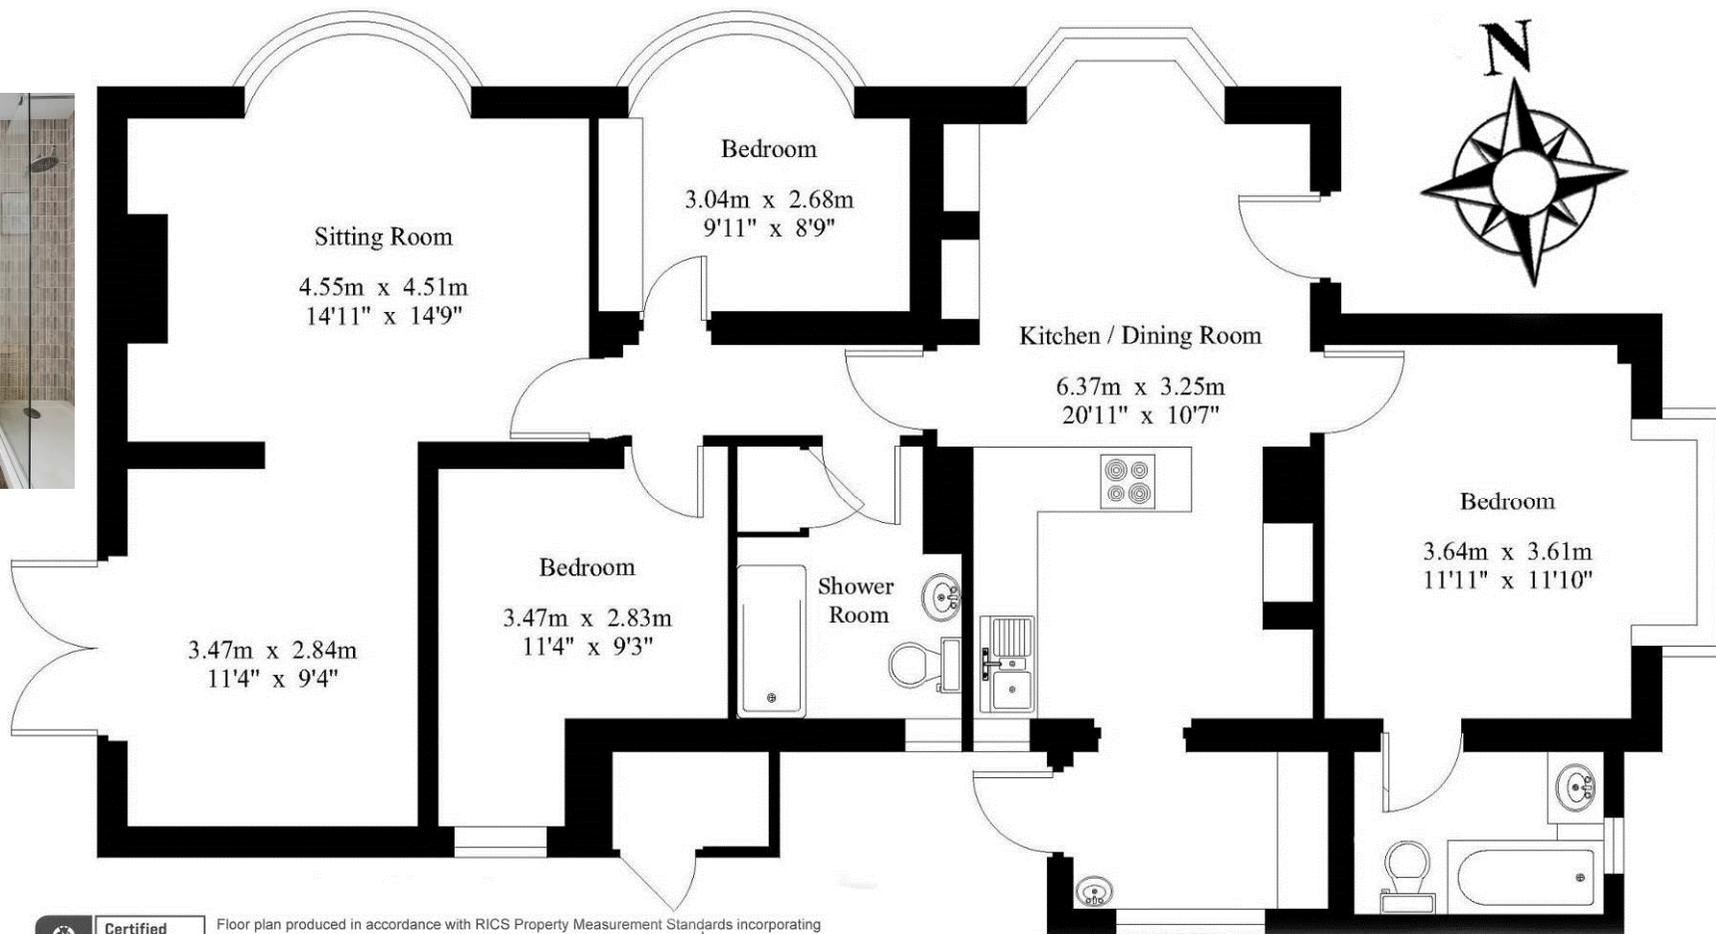 N
Bedroom
3.04m x 2.68m
9'11" x 8'9"
Sitting Room
4.55m x 4.51m
14'11" x 14'9"
Kitchen / Dining Room
6.37m x 3.25m
20'11" x 10'7"
Bedroom
3.64m x 3.61m
11'11" x 11'10"
Bedroom
3.47m x 2.83m
11'4" x 9'3"
Shower
Room
3.47m x 2.84m
11'4" x 9'4"
Certified
Floor plan produced in accordance with RICS Property Measurement Standards incorporating